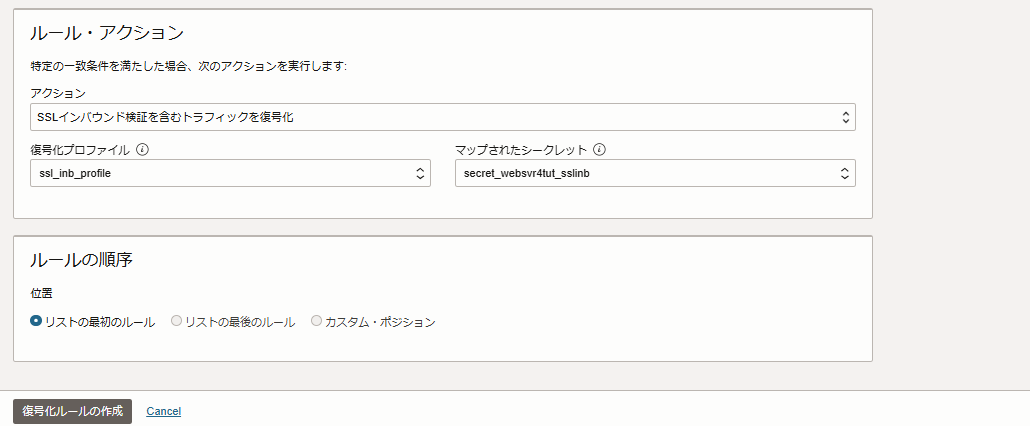 ルール・アクション
特定の一致条件を満たした場合、次のアクションを実行します:
アクション
SSLインバウンド検証を含むトラフィックを復号化
復号化プロファイル マップされたシークレット
ssl_inb_profile secret_websvr4tut_sslinb
ルールの順序
位置
リストの最初のルール リストの最後のルール カスタム・ポジション
復号化ルールの作成 Cancel